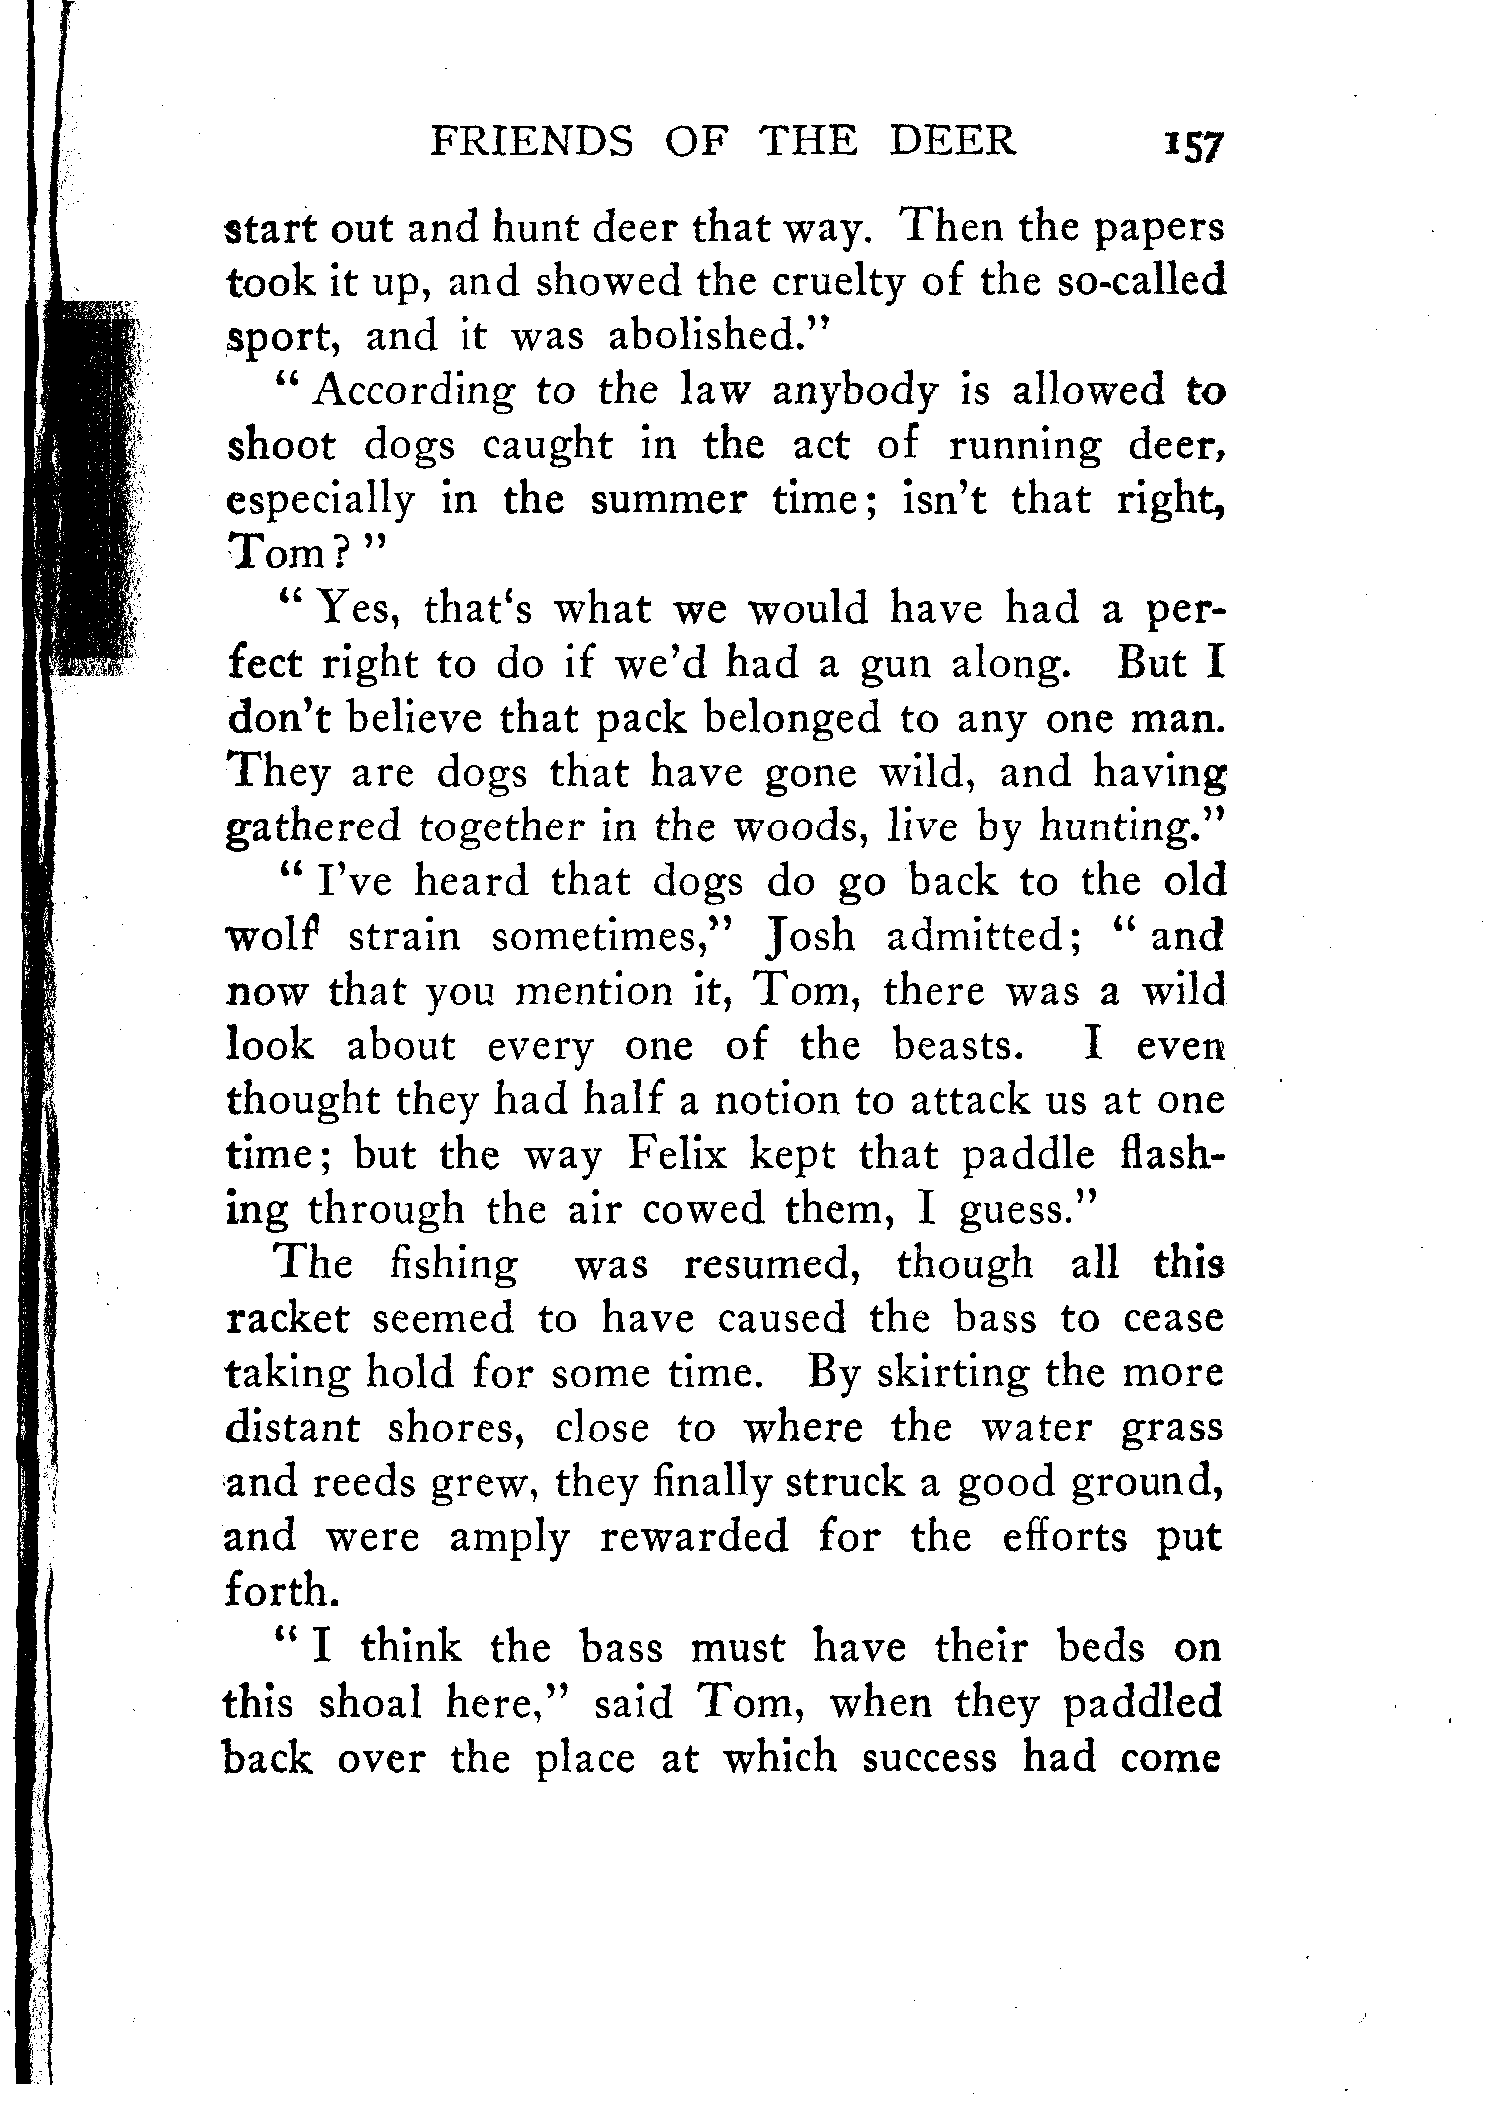 FRIENDS OF THE DEER 157
start out and hunt deer that way. Then the papers
took it up, and showed the cruelty of the so-called
sport, and it was abolished."
" According to the law anybody is allowed to
shoot dogs caught in the act of running deer,
especially in the summer time; isn't that right,
Tom? "
" Yes, that‘s what we would have had a per-
fect right to do if we'd had a gun along. But I
don't believe that pack belonged to any one man.
They are dogs that have gone wild, and having
gathered together in the woods, live by hunting."
" I've heard that dogs do go back to the old
wolf strain sometimes," Josh admitted; " and
now that you mention it, Tom, there was a wild
look about every one of the beasts. I even
thought they had half a notion to attack us at one
time; but the way Felix kept that paddle flash-
ing through the air cowed them, I guess."
The fishing was resumed, though all this
racket seemed to have caused the bass to cease
taking hold for some time. By skirting the more
distant shores, close to where the water grass
and reeds grew, they finally struck a good ground,
and were amply rewarded for the efforts put
forth.
" I think the bass must have their beds on
this shoal here," said Tom, when they paddled
back over the place at which success had come